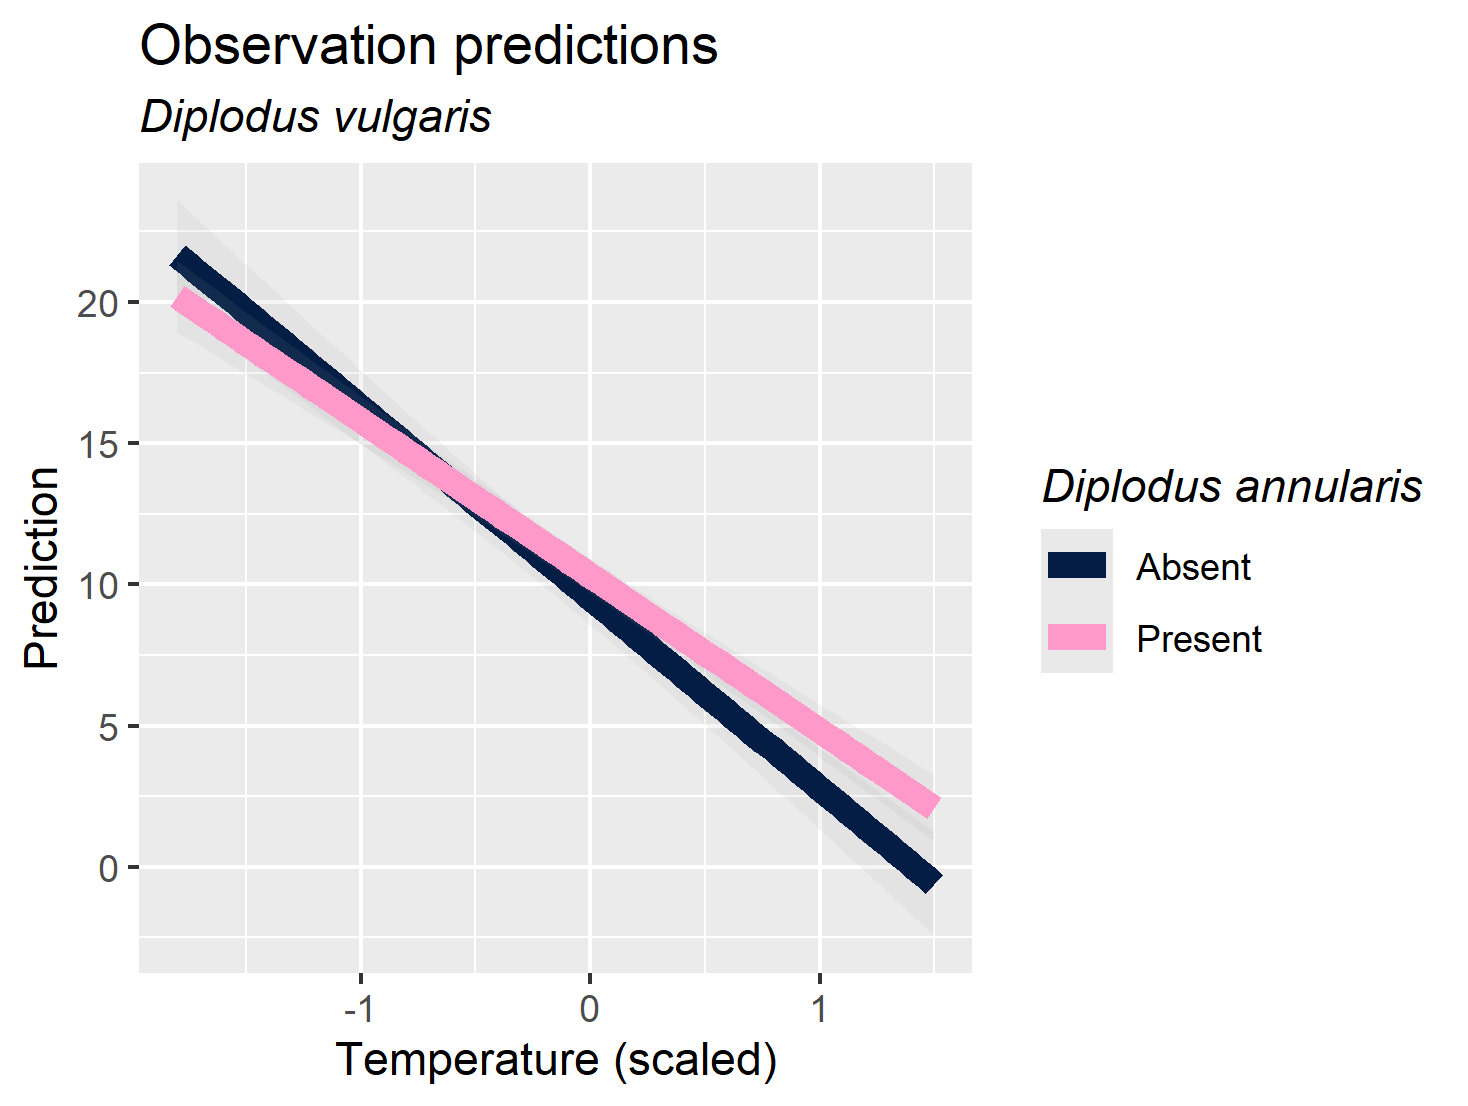 Observation predictions
Diplodus vulgaris
Prediction
20
15
10
5
0
-1 0 1
Temperature (scaled)
Diplodus annularis
Absent
Present